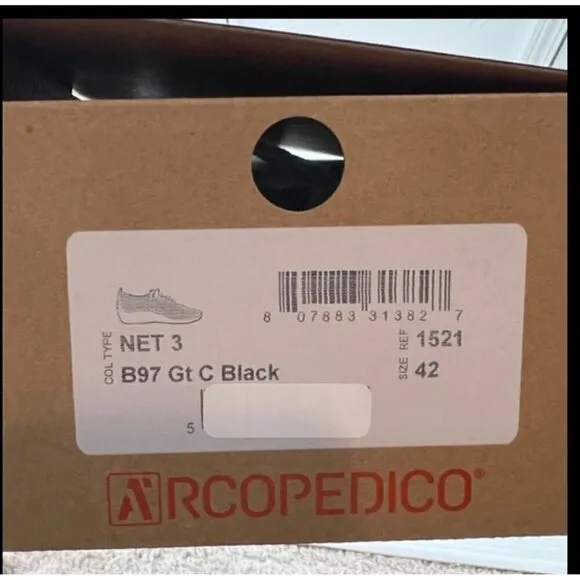 8 07883 31382 7
COL TYPE NET 3 REF 1521
B97 Gt C Black SIZE 42
5
ARCOPEDICO®